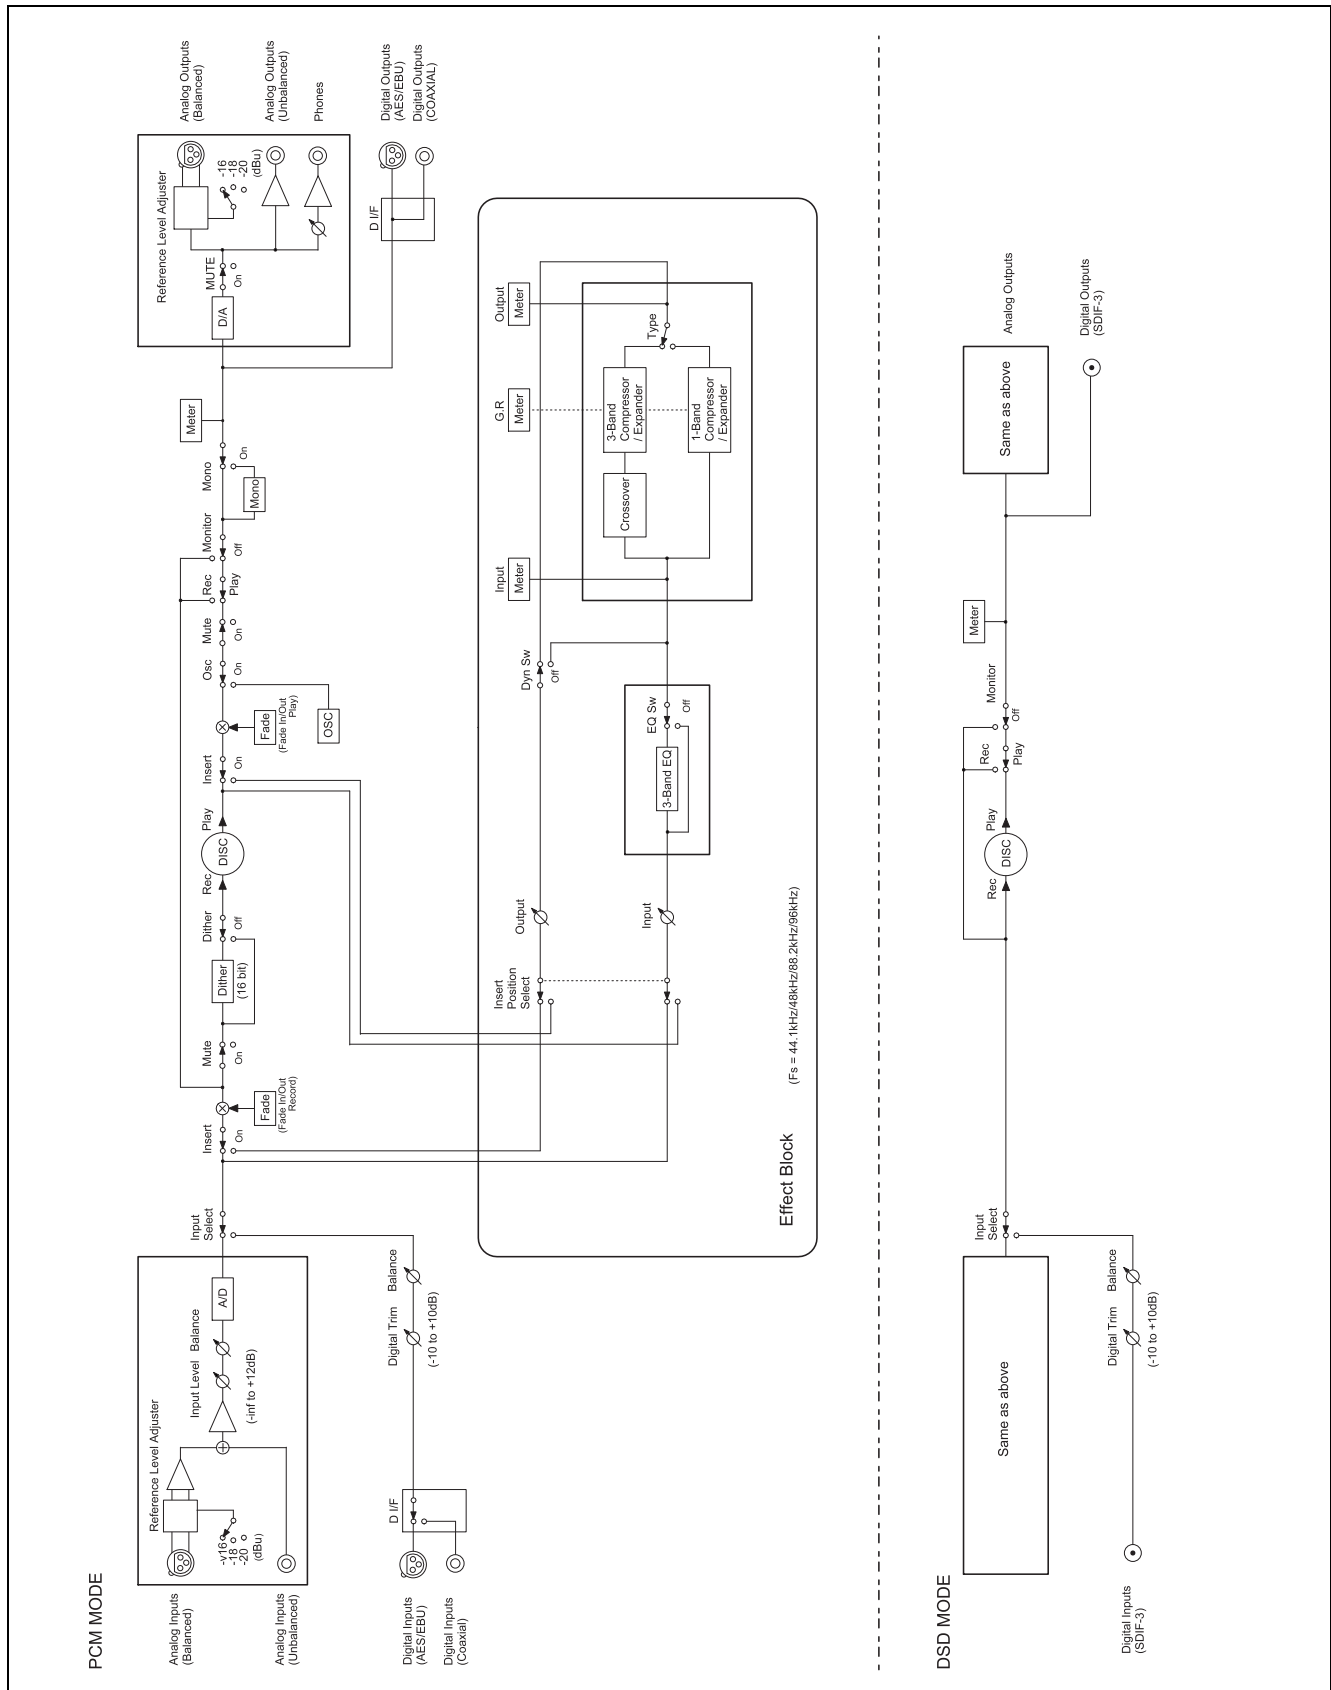 PCM MODE
Analog Inputs
(Balanced)
Analog Inputs
(Unbalanced)
Reference Level Adjuster
-v16
-18
-20
(dBu)
Input Level
Balance
(-inf to +12dB)
A/D
Digital Inputs
(AES/EBU)
Digital Inputs
(Coaxial)
D I/F
Digital Trim
Balance
(-10 to +10dB)
Input
Select
Insert
On
Fade
(Fade In/Out
Record)
Mute
On
Dither
(16 bit)
Dither
Off
Rec
DISC
Play
Insert
On
Fade
(Fade In/Out
Play)
OSC
Osc
On
Mute
On
Rec
Play
Monitor
Off
Mono
Mono
On
Meter
D/A
MUTE
On
Reference Level Adjuster
-16
-18
-20
(dBu)
Analog Outputs
(Balanced)
Analog Outputs
(Unbalanced)
Phones
D I/F
Digital Outputs
(AES/EBU)
Digital Outputs
(COAXIAL)
Effect Block
(Fs = 44.1kHz/48kHz/88.2kHz/96kHz)
Insert
Position
Select
Output
Input
3-Band EQ
EQ Sw
Off
Dyn Sw
Off
Input
Meter
G.R
Meter
Output
Meter
Crossover
3-Band
Compressor
/ Expander
1-Band
Compressor
/ Expander
Type
DSD MODE
Digital Inputs
(SDIF-3)
Same as above
Digital Trim
Balance
(-10 to +10dB)
Input
Select
Rec
DISC
Play
Rec
Play
Monitor
Off
Meter
Same as above
Analog Outputs
Digital Outputs
(SDIF-3)